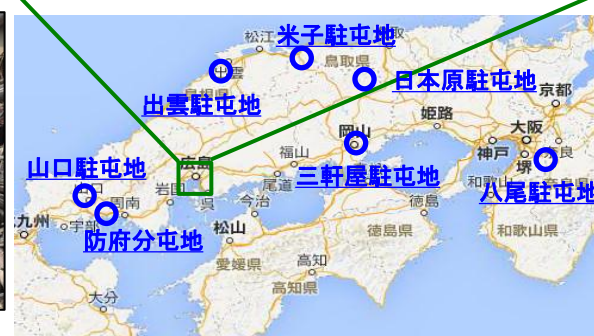 松江
米子駐屯地
鳥取県
出雲駐屯地
日本原駐屯地
京都
姫路
岡山
大阪
神戸
堺
山口駐屯地
広島
福山
三軒屋駐屯地
八尾駐屯地
岩国
呉
尾道
今治
周南
徳島
和歌山県
九州
宇部
防府分屯地
松山
徳島県
愛媛県
高知
高知県
大分